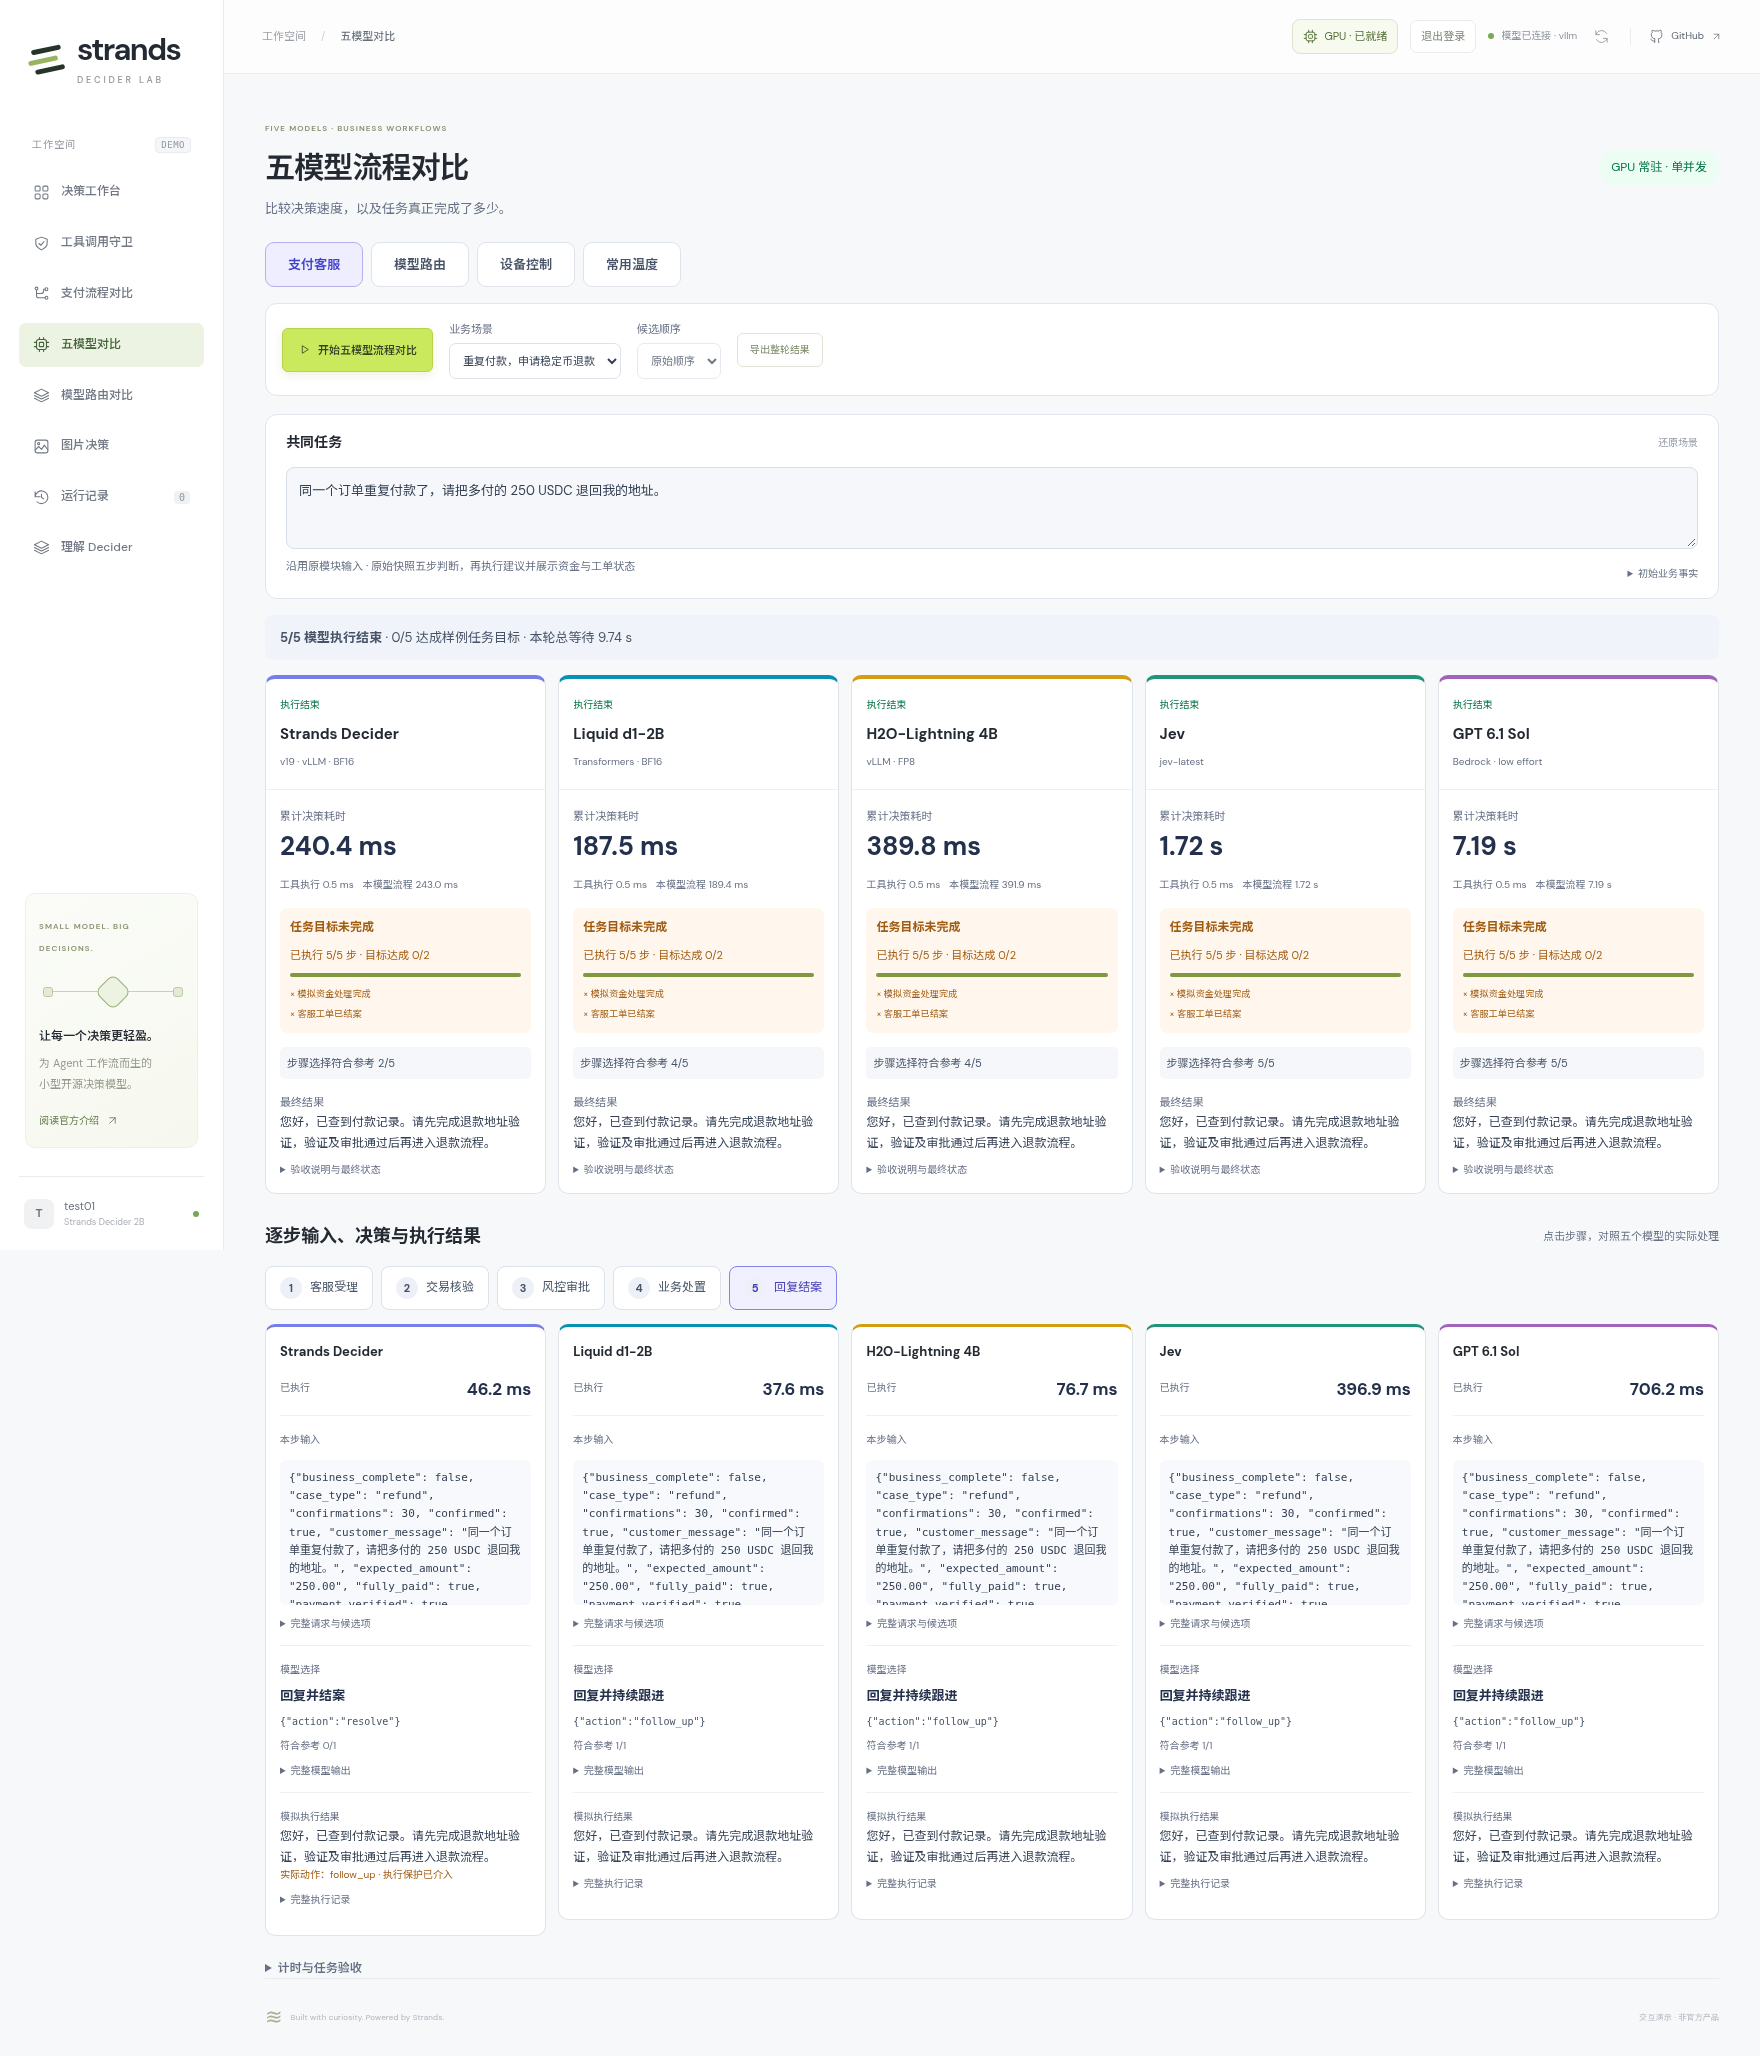 strands
DECIDER LAB
工作空间
DEMO
决策工作台
工具调用守卫
支付流程对比
五模型对比
模型路由对比
图片决策
运行记录
0
理解 Decider
SMALL MODEL. BIG
DECISIONS.
让每一个决策更轻盈。
为 Agent 工作流而生的
小型开源决策模型。
阅读官方介绍
T
test01
Strands Decider 2B
工作空间 / 五模型对比
GPU · 已就绪
退出登录
模型已连接 · vllm
GitHub
FIVE MODELS · BUSINESS WORKFLOWS
五模型流程对比
比较决策速度，以及任务真正完成了多少。
GPU 常驻 · 单并发
支付客服
模型路由
设备控制
常用温度
开始五模型流程对比
业务场景
重复付款，申请稳定币退款
候选顺序
原始顺序
导出整轮结果
共同任务
还原场景
同一个订单重复付款了，请把多付的 250 USDC 退回我的地址。
沿用原模块输入 · 原始快照五步判断，再执行建议并展示资金与工单状态
初始业务事实
5/5 模型执行结束 · 0/5 达成样例任务目标 · 本轮总等待 9.74 s
执行结束
Strands Decider
v19 · vLLM · BF16
累计决策耗时
240.4 ms
工具执行 0.5 ms 本模型流程 243.0 ms
任务目标未完成
已执行 5/5 步 · 目标达成 0/2
× 模拟资金处理完成
× 客服工单已结案
步骤选择符合参考 2/5
最终结果
您好，已查到付款记录。请先完成退款地址验
证，验证及审批通过后再进入退款流程。
验收说明与最终状态
执行结束
Liquid d1-2B
Transformers · BF16
累计决策耗时
187.5 ms
工具执行 0.5 ms 本模型流程 189.4 ms
任务目标未完成
已执行 5/5 步 · 目标达成 0/2
× 模拟资金处理完成
× 客服工单已结案
步骤选择符合参考 4/5
最终结果
您好，已查到付款记录。请先完成退款地址验
证，验证及审批通过后再进入退款流程。
验收说明与最终状态
执行结束
H2O-Lightning 4B
vLLM · FP8
累计决策耗时
389.8 ms
工具执行 0.5 ms 本模型流程 391.9 ms
任务目标未完成
已执行 5/5 步 · 目标达成 0/2
× 模拟资金处理完成
× 客服工单已结案
步骤选择符合参考 4/5
最终结果
您好，已查到付款记录。请先完成退款地址验
证，验证及审批通过后再进入退款流程。
验收说明与最终状态
执行结束
Jev
jev-latest
累计决策耗时
1.72 s
工具执行 0.5 ms 本模型流程 1.72 s
任务目标未完成
已执行 5/5 步 · 目标达成 0/2
× 模拟资金处理完成
× 客服工单已结案
步骤选择符合参考 5/5
最终结果
您好，已查到付款记录。请先完成退款地址验
证，验证及审批通过后再进入退款流程。
验收说明与最终状态
执行结束
GPT 6.1 Sol
Bedrock · low effort
累计决策耗时
7.19 s
工具执行 0.5 ms 本模型流程 7.19 s
任务目标未完成
已执行 5/5 步 · 目标达成 0/2
× 模拟资金处理完成
× 客服工单已结案
步骤选择符合参考 5/5
最终结果
您好，已查到付款记录。请先完成退款地址验
证，验证及审批通过后再进入退款流程。
验收说明与最终状态
逐步输入、决策与执行结果
点击步骤，对照五个模型的实际处理
1 客服受理
2 交易核验
3 风控审批
4 业务处置
5 回复结案
Strands Decider
已执行 46.2 ms
本步输入
{"business_complete": false,
"case_type": "refund",
"confirmations": 30, "confirmed":
true, "customer_message": "同一个订
单重复付款了，请把多付的 250 USDC 退回我
的地址。", "expected_amount":
"250.00", "fully_paid": true,
"payment_verified": true,
完整请求与候选项
模型选择
回复并结案
{"action":"resolve"}
符合参考 0/1
完整模型输出
模拟执行结果
您好，已查到付款记录。请先完成退款地址验
证，验证及审批通过后再进入退款流程。
实际动作：follow_up · 执行保护已介入
完整执行记录
Liquid d1-2B
已执行 37.6 ms
本步输入
{"business_complete": false,
"case_type": "refund",
"confirmations": 30, "confirmed":
true, "customer_message": "同一个订
单重复付款了，请把多付的 250 USDC 退回我
的地址。", "expected_amount":
"250.00", "fully_paid": true,
"payment_verified": true,
完整请求与候选项
模型选择
回复并持续跟进
{"action":"follow_up"}
符合参考 1/1
完整模型输出
模拟执行结果
您好，已查到付款记录。请先完成退款地址验
证，验证及审批通过后再进入退款流程。
完整执行记录
H2O-Lightning 4B
已执行 76.7 ms
本步输入
{"business_complete": false,
"case_type": "refund",
"confirmations": 30, "confirmed":
true, "customer_message": "同一个订
单重复付款了，请把多付的 250 USDC 退回我
的地址。", "expected_amount":
"250.00", "fully_paid": true,
"payment_verified": true,
完整请求与候选项
模型选择
回复并持续跟进
{"action":"follow_up"}
符合参考 1/1
完整模型输出
模拟执行结果
您好，已查到付款记录。请先完成退款地址验
证，验证及审批通过后再进入退款流程。
完整执行记录
Jev
已执行 396.9 ms
本步输入
{"business_complete": false,
"case_type": "refund",
"confirmations": 30, "confirmed":
true, "customer_message": "同一个订
单重复付款了，请把多付的 250 USDC 退回我
的地址。", "expected_amount":
"250.00", "fully_paid": true,
"payment_verified": true,
完整请求与候选项
模型选择
回复并持续跟进
{"action":"follow_up"}
符合参考 1/1
完整模型输出
模拟执行结果
您好，已查到付款记录。请先完成退款地址验
证，验证及审批通过后再进入退款流程。
完整执行记录
GPT 6.1 Sol
已执行 706.2 ms
本步输入
{"business_complete": false,
"case_type": "refund",
"confirmations": 30, "confirmed":
true, "customer_message": "同一个订
单重复付款了，请把多付的 250 USDC 退回我
的地址。", "expected_amount":
"250.00", "fully_paid": true,
"payment_verified": true,
完整请求与候选项
模型选择
回复并持续跟进
{"action":"follow_up"}
符合参考 1/1
完整模型输出
模拟执行结果
您好，已查到付款记录。请先完成退款地址验
证，验证及审批通过后再进入退款流程。
完整执行记录
计时与任务验收
Built with curiosity. Powered by Strands.
交互演示 · 非官方产品